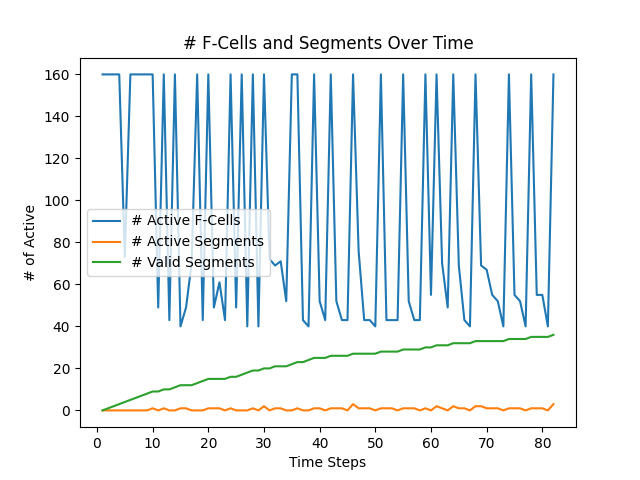 # F-Cells and Segments Over Time
160
140
120
100
80
60
40
20
0
# of Active
# Active F-Cells
# Active Segments
# Valid Segments
0 10 20 30 40 50 60 70 80
Time Steps